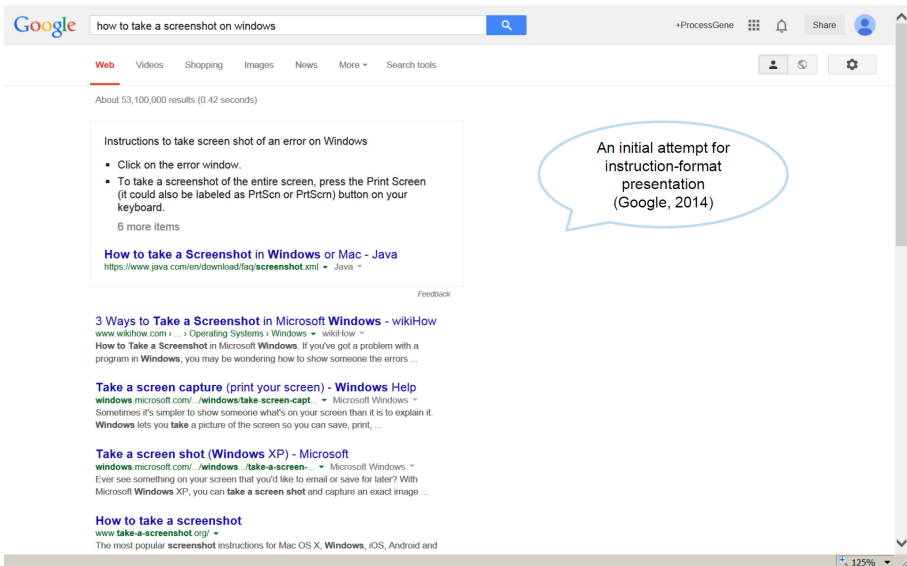 Google how to take a screenshot on windows +ProcessGene Share
Web Videos Shopping Images News More Search tools
About 53,100,000 results (0.42 seconds)
Instructions to take screen shot of an error on Windows
▪ Click on the error window.
▪ To take a screenshot of the entire screen, press the Print Screen
(it could also be labeled as PrtScn or PrtScrn) button on your
keyboard.
6 more items
How to take a Screenshot in Windows or Mac - Java
https://www.java.com/en/download/faq/screenshot.xml Java
Feedback
An initial attempt for
instruction-format
presentation
(Google, 2014)
3 Ways to Take a Screenshot in Microsoft Windows - wikiHow
www.wikihow.com › ... › Operating Systems › Windows wikiHow
How to Take a Screenshot in Microsoft Windows. If you've got a problem with a
program in Windows, you may be wondering how to show someone the errors ...
Take a screen capture (print your screen) - Windows Help
windows.microsoft.com/.../windows/take-screen-capt... Microsoft Windows
Sometimes it's simpler to show someone what's on your screen than it is to explain it.
Windows lets you take a picture of the screen so you can save, print, ...
Take a screen shot (Windows XP) - Microsoft
windows.microsoft.com/.../windows.../take-a-screen-... Microsoft Windows
Ever see something on your screen that you'd like to email or save for later? With
Microsoft Windows XP, you can take a screen shot and capture an exact image ...
How to take a screenshot
www.take-a-screenshot.org/
The most popular screenshot instructions for Mac OS X, Windows, iOS, Android and
125%